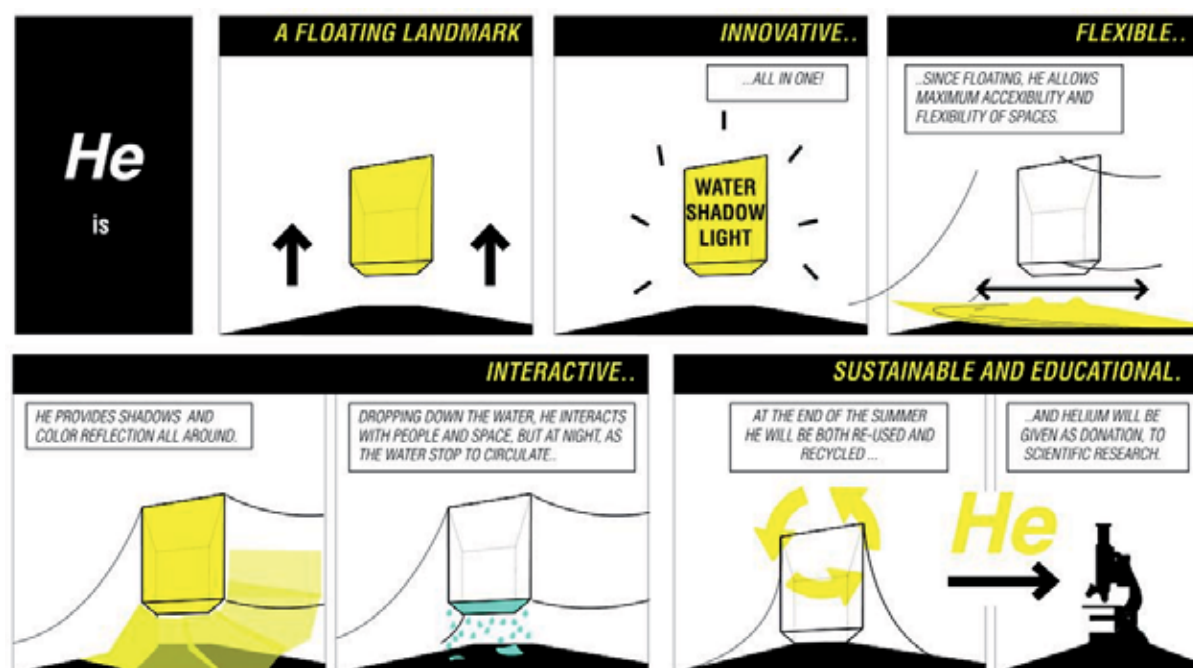 He
is
A FLOATING LANDMARK
INNOVATIVE..
...ALL IN ONE!
WATER
SHADOW
LIGHT
FLEXIBLE..
..SINCE FLOATING, HE ALLOWS
MAXIMUM ACCEXIBILITY AND
FLEXIBILITY OF SPACES.
INTERACTIVE..
HE PROVIDES SHADOWS AND
COLOR REFLECTION ALL AROUND.
DROPPING DOWN THE WATER, HE INTERACTS
WITH PEOPLE AND SPACE, BUT AT NIGHT, AS
THE WATER STOP TO CIRCULATE..
SUSTAINABLE AND EDUCATIONAL.
AT THE END OF THE SUMMER
HE WILL BE BOTH RE-USED AND
RECYCLED ...
...AND HELIUM WILL BE
GIVEN AS DONATION, TO
SCIENTIFIC RESEARCH.
He